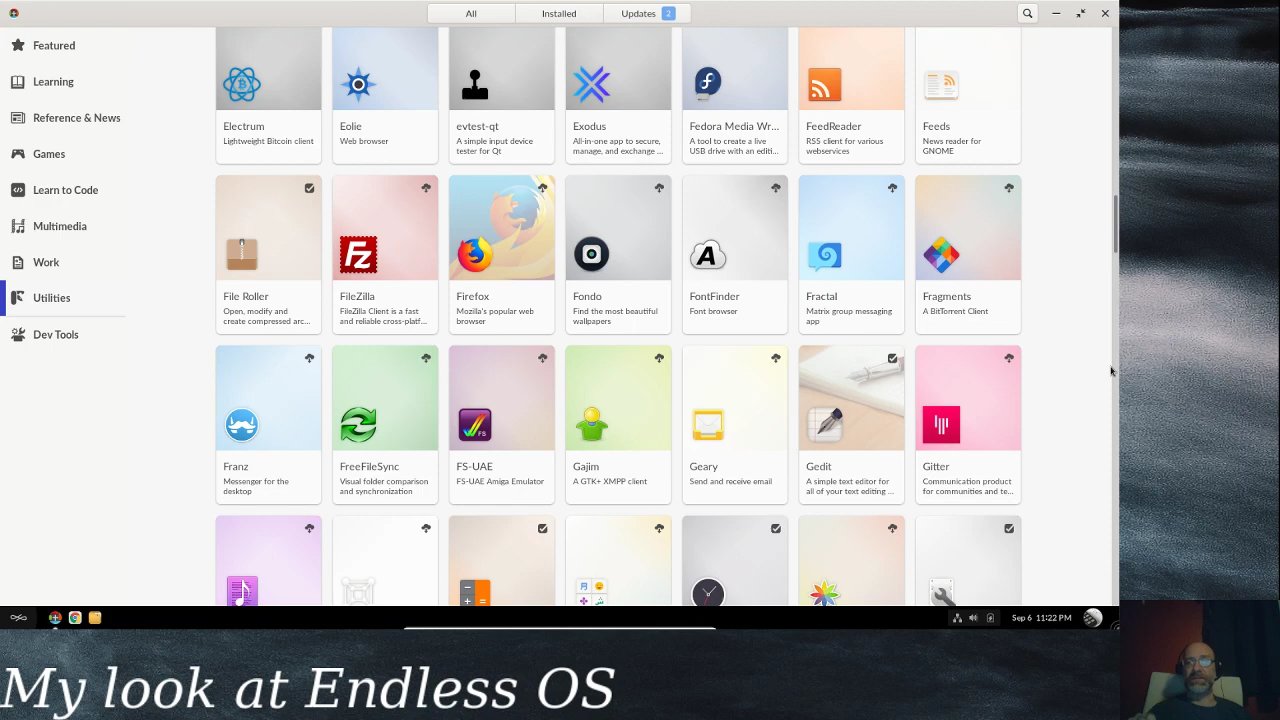 All
Installed
Updates 2
Featured
Learning
Reference & News
Games
Learn to Code
Multimedia
Work
Utilities
Dev Tools
Electrum
Lightweight Bitcoin client
Eolie
Web browser
evtest-qt
A simple input device
tester for Qt
Exodus
All-in-one app to secure,
manage, and exchange ...
Fedora Media Wr...
A tool to create a live
USB drive with an editi...
FeedReader
RSS client for various
webservices
Feeds
News reader for
GNOME
File Roller
Open, modify and
create compressed arc...
Fz
FileZilla
FileZilla Client is a fast
and reliable cross-platf...
Firefox
Mozilla's popular web
browser
Fondo
Find the most beautiful
wallpapers
A
FontFinder
Font browser
Fractal
Matrix group messaging
app
Fragments
A BitTorrent Client
Franz
Messenger for the
desktop
FreeFileSync
Visual folder comparison
and synchronization
FS
FS-UAE
FS-UAE Amiga Emulator
Gajim
A GTK+ XMPP client
Geary
Send and receive email
Gedit
A simple text editor for
all of your text editing ...
Gitter
Communication product
for communities and te...
Sep 6 11:22 PM
My look at Endless OS